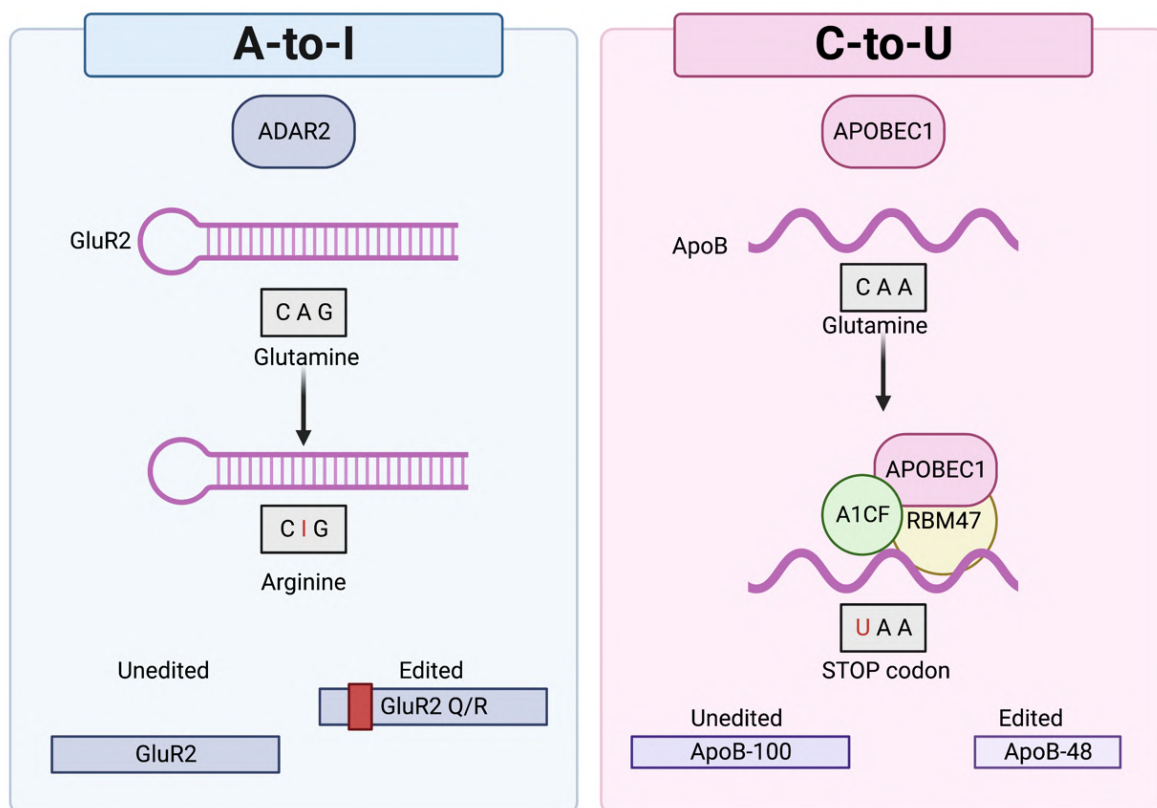 A-to-I
ADAR2
GluR2
C A G
Glutamine
C I G
Arginine
Unedited
Edited
GluR2 Q/R
GluR2
C-to-U
APOBEC1
ApoB
C A A
Glutamine
APOBEC1
A1CF
RBM47
U A A
STOP codon
Unedited
Edited
ApoB-100
ApoB-48